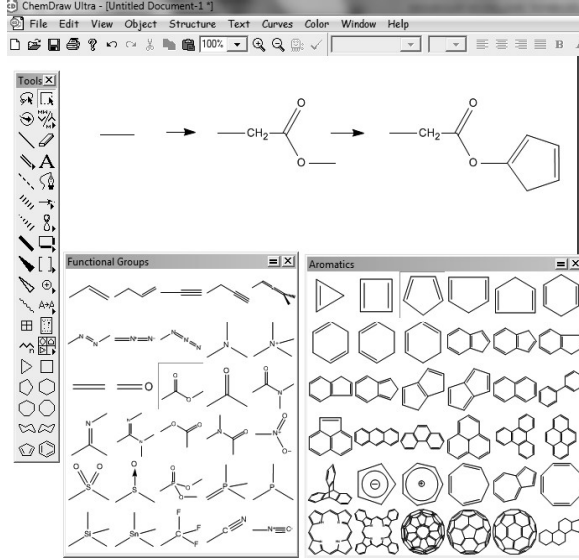 ChemDraw Ultra - [Untitled Document-1 *]
File Edit View Object Structure Text Curves Color Window Help
100%
B
Tools
A
CH2
O
O
CH2
O
O
Functional Groups
Aromatics
N N
N N
N N N
N
N+
O
O
O
O
O
N
N
N
O
O
N
O
N+
O
O-
O O
S
O
S
O
P
O
O
P
P
Si
Sn
F
F
F
C N
N C